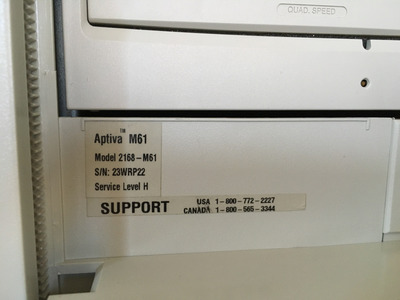 QUAD. SPEED
Aptiva™ M61
Model 2168-M61
S/N: 23WRP22
Service Level H
SUPPORT
USA 1-800-772-2227
CANADA 1-800-565-3344